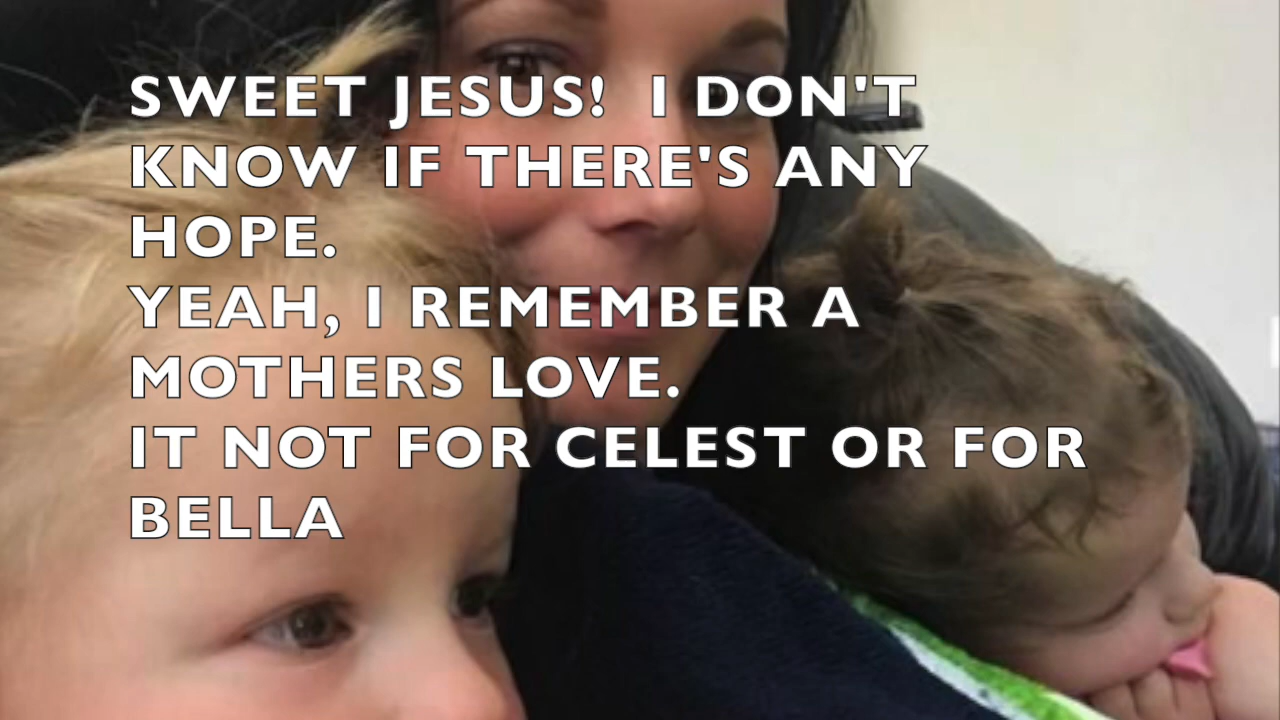 SWEET JESUS! I DON'T
KNOW IF THERE'S ANY
HOPE.
YEAH, I REMEMBER A
MOTHERS LOVE.
IT NOT FOR CELEST OR FOR
BELLA